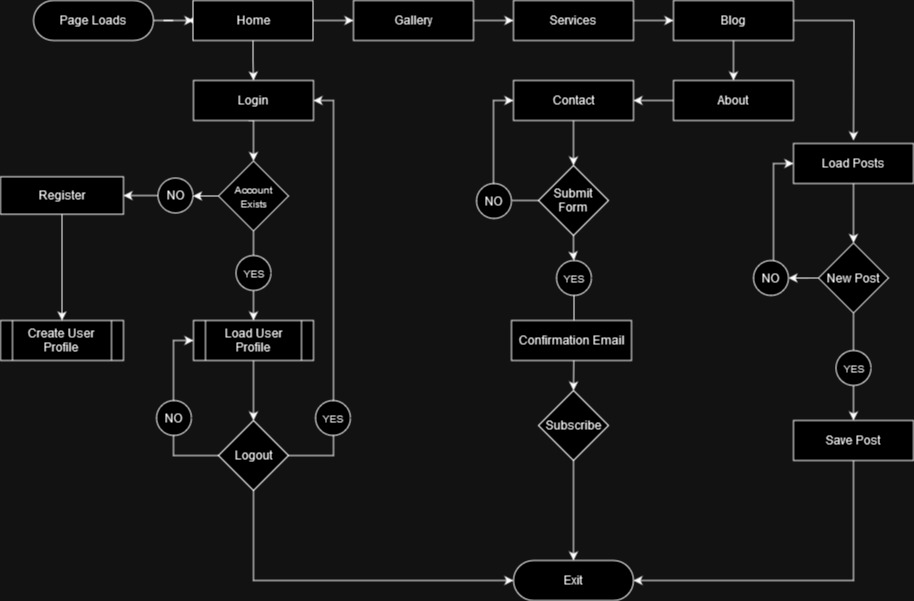 Page Loads
Home
Gallery
Services
Blog
Login
Contact
About
Load Posts
Register
NO
Account
Exists
NO
Submit
Form
YES
YES
NO
New Post
Create User
Profile
Load User
Profile
Confirmation Email
YES
NO
YES
Subscribe
Logout
Save Post
Exit